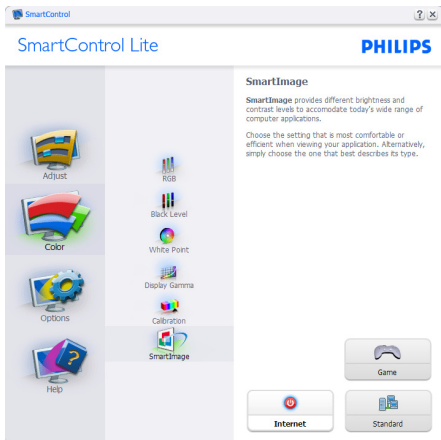 SmartControl
SmartControl Lite
PHILIPS
Adjust
Color
Options
Help
RGB
Black Level
White Point
Display Gamma
Calibration
SmartImage
SmartImage
SmartImage provides different brightness and
contrast levels to accomodate today's wide range of
computer applications.
Choose the setting that is most comfortable or
efficient when viewing your application. Alternatively,
simply choose the one that best describes its type.
Game
Internet
Standard